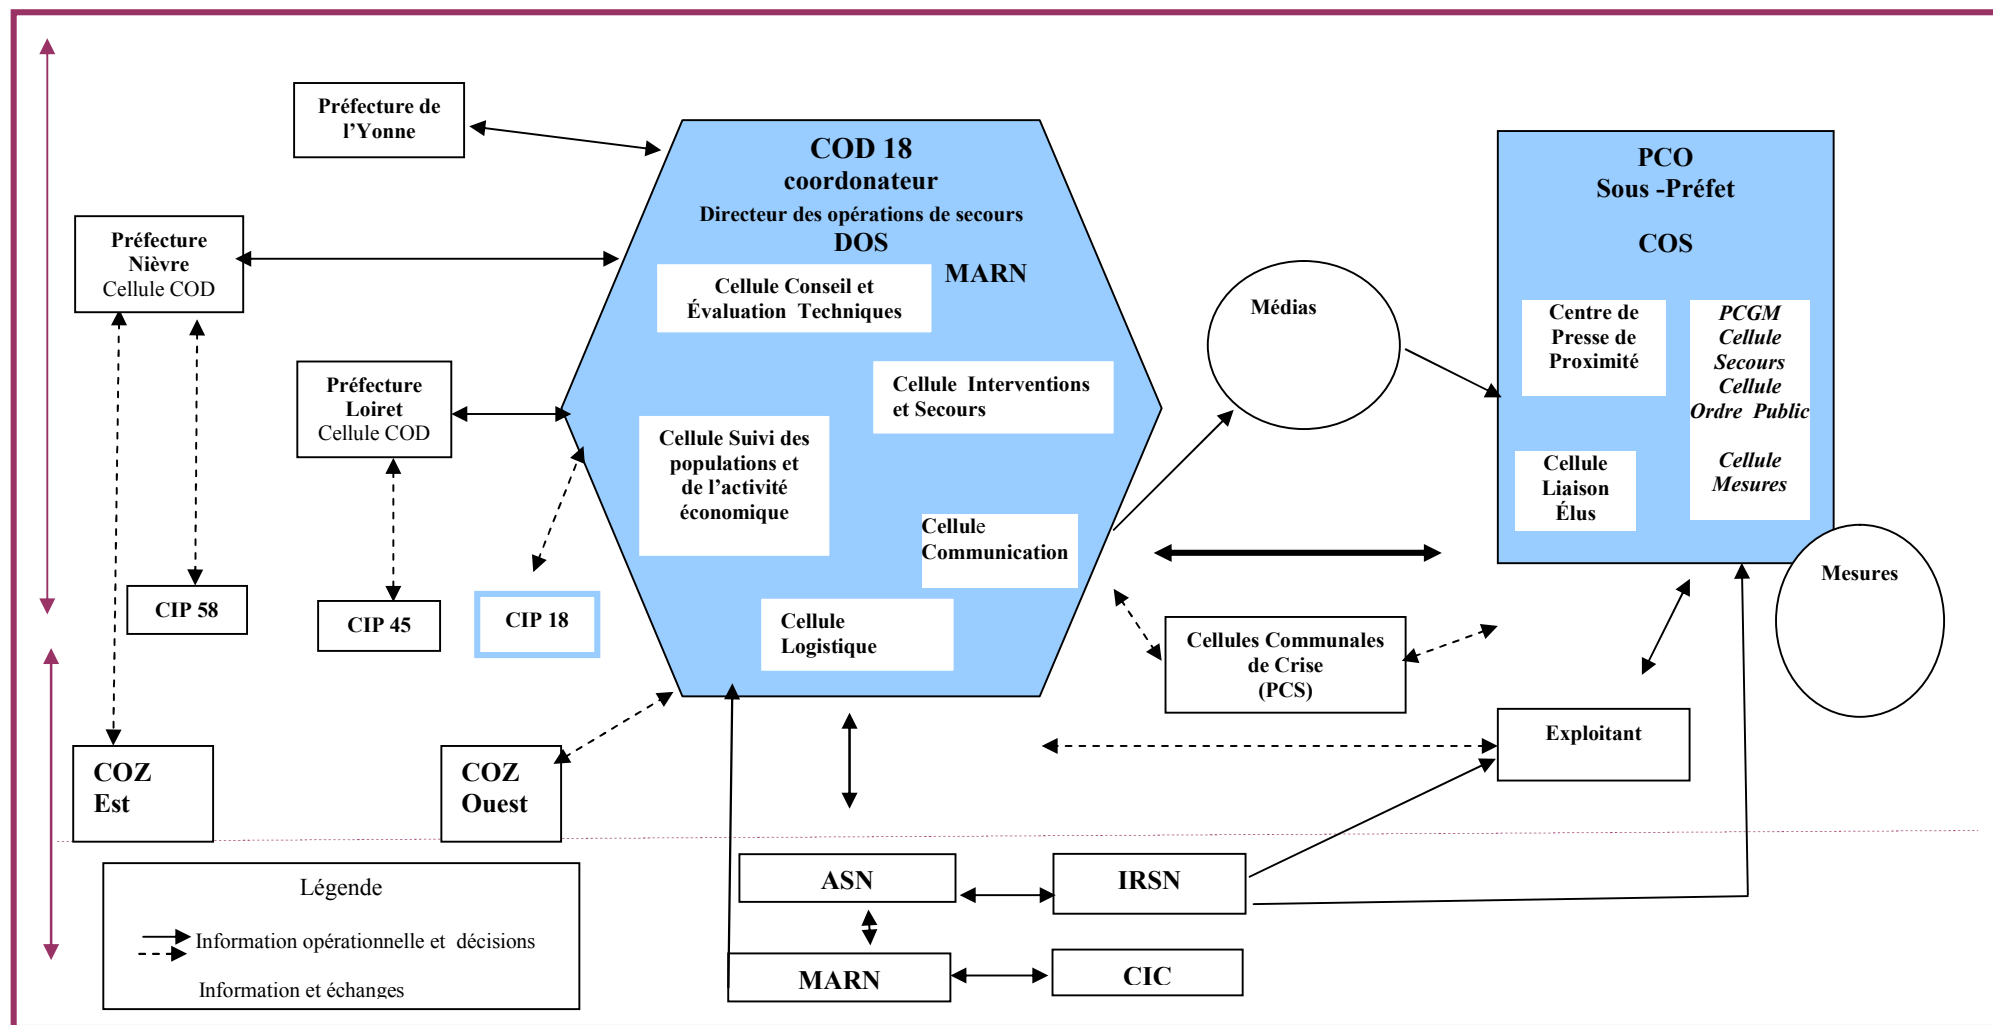 Préfecture de
l'Yonne
Préfecture
Nièvre
Cellule COD
Préfecture
Loiret
Cellule COD
CIP 58
CIP 45
CIP 18
COZ
Est
COZ
Ouest
COD 18
coordonateur
Directeur des opérations de secours
DOS
MARN
Cellule Conseil et
Évaluation Techniques
Cellule Interventions
et Secours
Cellule Suivi des
populations et
de l'activité
économique
Cellule
Communication
Cellule
Logistique
Médias
PCO
Sous -Préfet
COS
Centre de
Presse de
Proximité
PCGM
Cellule
Secours
Cellule
Ordre Public
Cellule
Mesures
Cellule
Liaison
Élus
Mesures
Cellules Communales
de Crise
(PCS)
Exploitant
ASN
IRSN
MARN
CIC
Légende
Information opérationnelle et décisions
Information et échanges